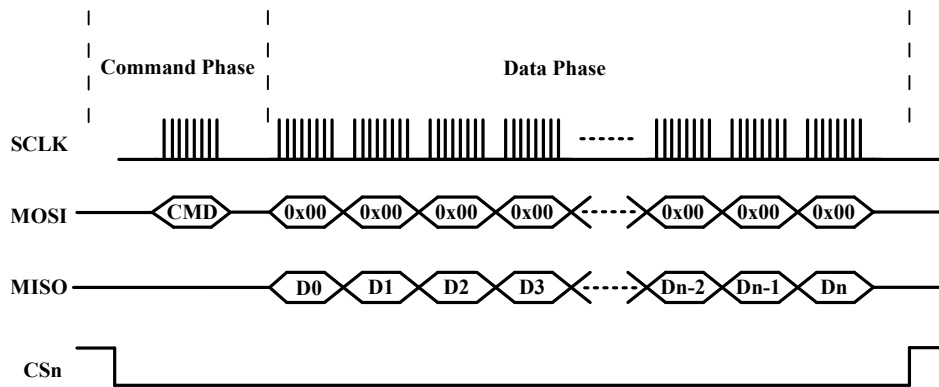 Command Phase Data Phase
SCLK
MOSI CMD 0x00 0x00 0x00 0x00 0x00 0x00 0x00
MISO D0 D1 D2 D3 Dn-2 Dn-1 Dn
CSn